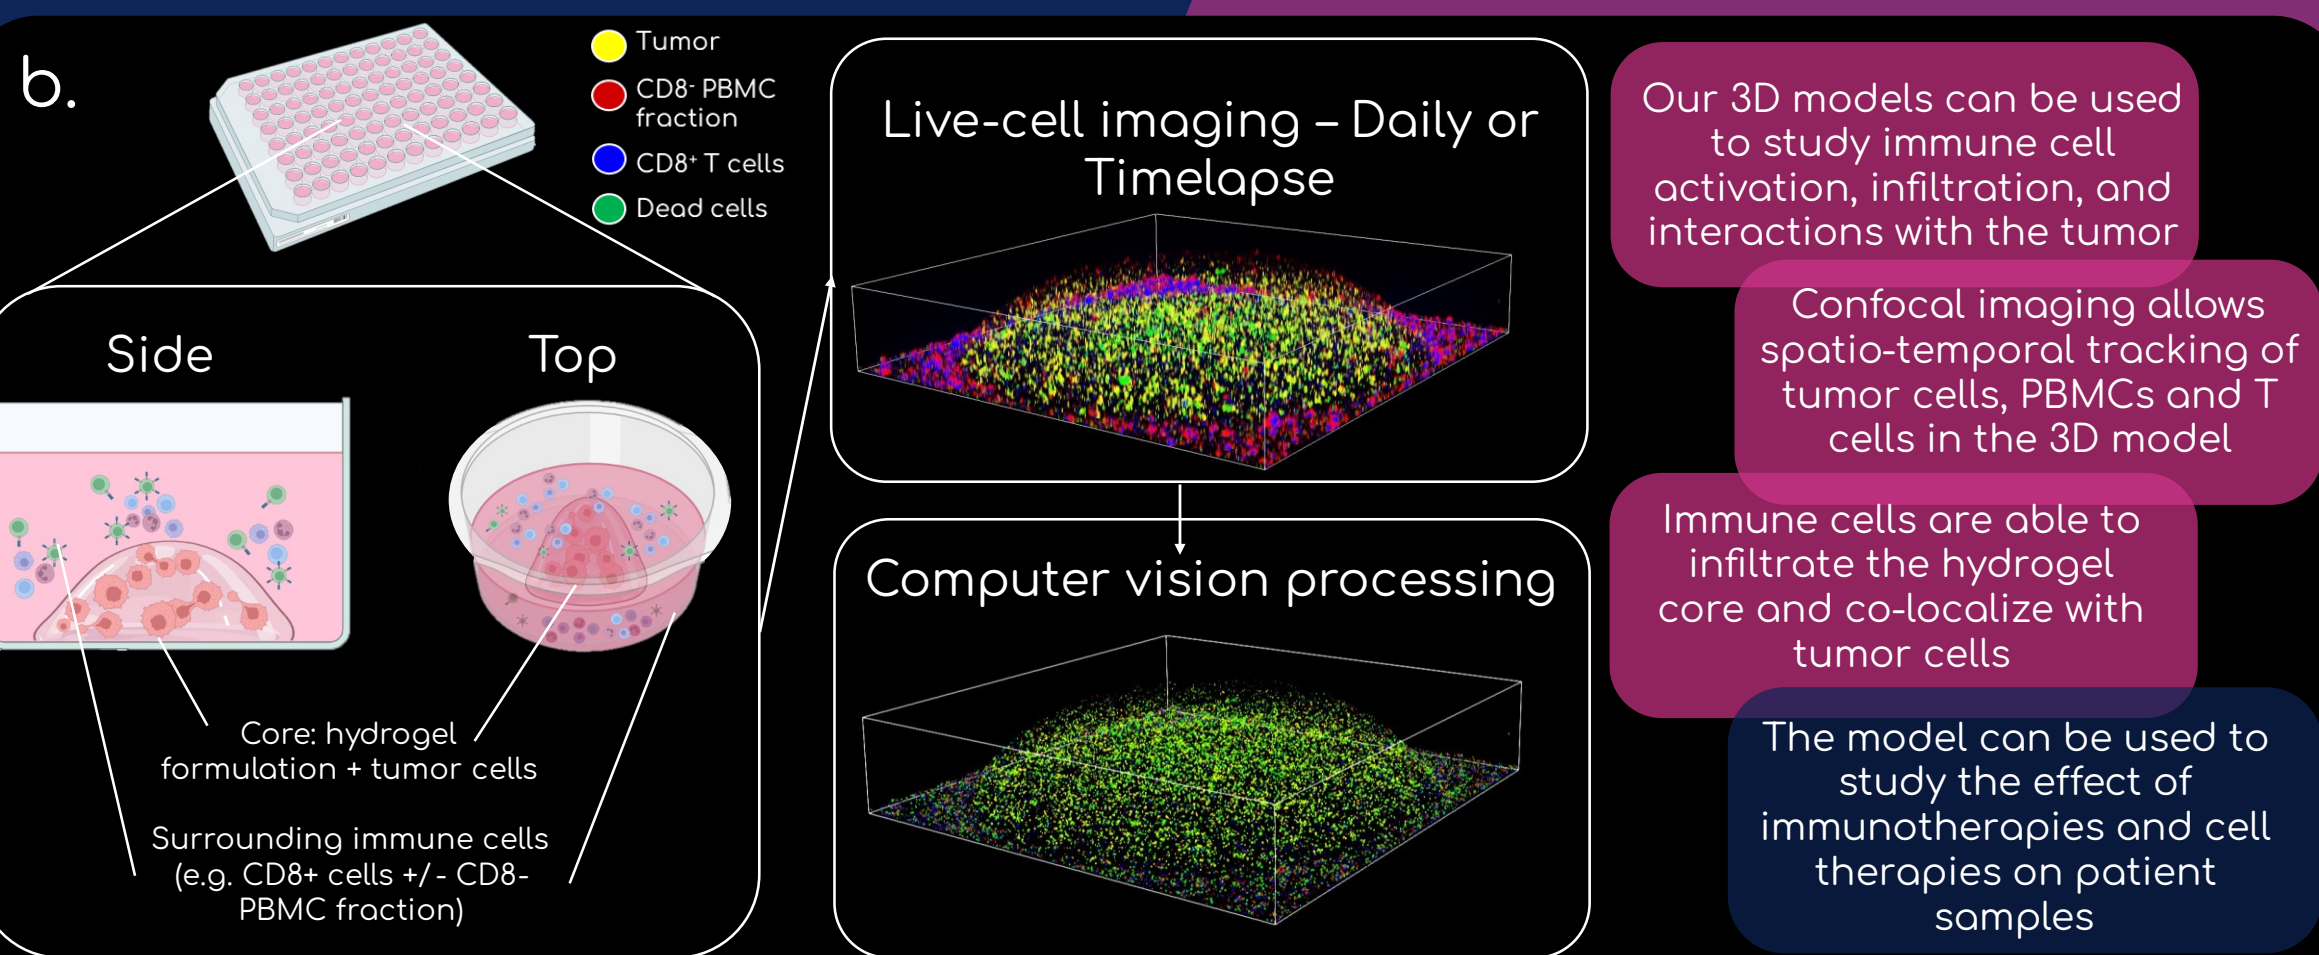 b.
Tumor
CD8⁻ PBMC
fraction
CD8⁺ T cells
Dead cells
Side
Top
Core: hydrogel
formulation + tumor cells
Surrounding immune cells
(e.g. CD8+ cells +/- CD8-
PBMC fraction)
Live-cell imaging – Daily or
Timelapse
Computer vision processing
Our 3D models can be used
to study immune cell
activation, infiltration, and
interactions with the tumor
Confocal imaging allows
spatio-temporal tracking of
tumor cells, PBMCs and T
cells in the 3D model
Immune cells are able to
infiltrate the hydrogel
core and co-localize with
tumor cells
The model can be used to
study the effect of
immunotherapies and cell
therapies on patient
samples